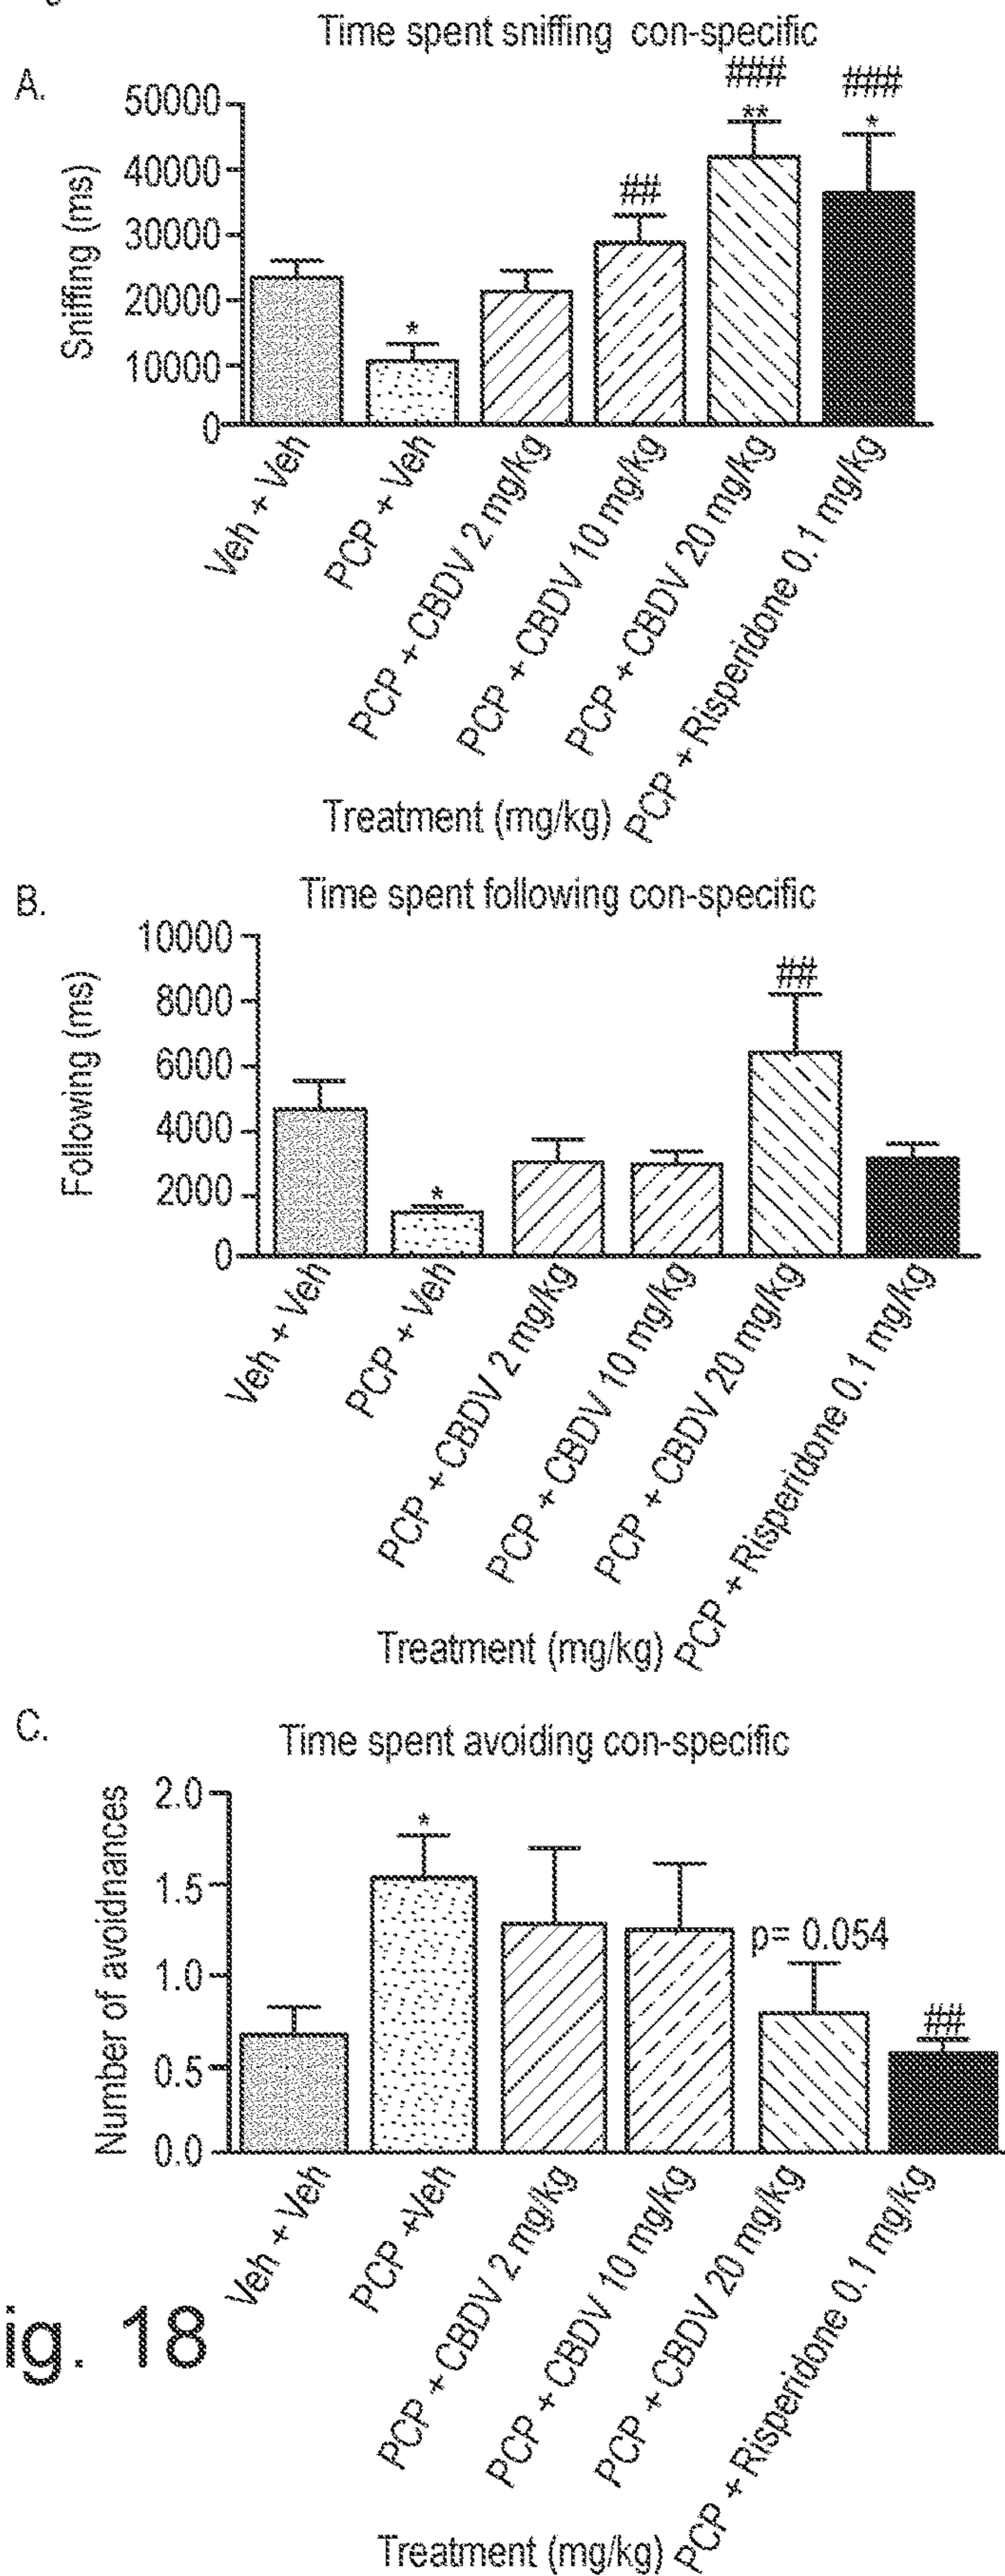 Time spent sniffing con-specific
A.
###
###
**
*
##
*
50000
40000
30000
20000
10000
0
Sniffing (ms)
Veh + Veh
PCP + Veh
PCP + CBDV 2 mg/kg
PCP + CBDV 10 mg/kg
PCP + CBDV 20 mg/kg
PCP + Risperidone 0.1 mg/kg
Treatment (mg/kg)
B.
Time spent following con-specific
##
*
10000
8000
6000
4000
2000
0
Following (ms)
Veh + Veh
PCP + Veh
PCP + CBDV 2 mg/kg
PCP + CBDV 10 mg/kg
PCP + CBDV 20 mg/kg
PCP + Risperidone 0.1 mg/kg
Treatment (mg/kg)
C.
Time spent avoiding con-specific
*
p= 0.054
##
2.0
1.5
1.0
0.5
0.0
Number of avoidnances
Veh + Veh
PCP +Veh
PCP + CBDV 2 mg/kg
PCP + CBDV 10 mg/kg
PCP + CBDV 20 mg/kg
PCP + Risperidone 0.1 mg/kg
Treatment (mg/kg)
ig. 18